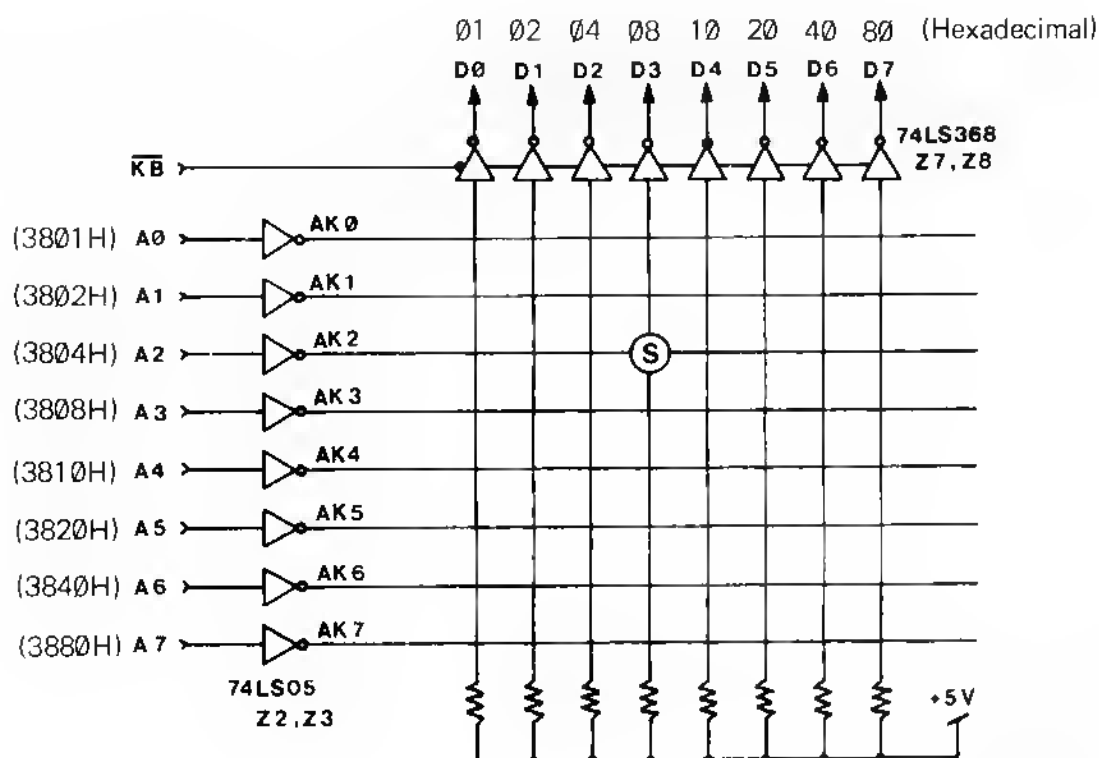 Ø1 Ø2 Ø4 Ø8 1Ø 2Ø 4Ø 8Ø (Hexadecimal)
DØ D1 D2 D3 D4 D5 D6 D7
74LS368
Z7,Z8
KB
(38Ø1H) AØ AKØ
(38Ø2H) A1 AK1
(38Ø4H) A2 AK2
S
(38Ø8H) A3 AK3
(381ØH) A4 AK4
(382ØH) A5 AK5
(384ØH) A6 AK6
(388ØH) A7 AK7
74LS05
Z2,Z3
+5V